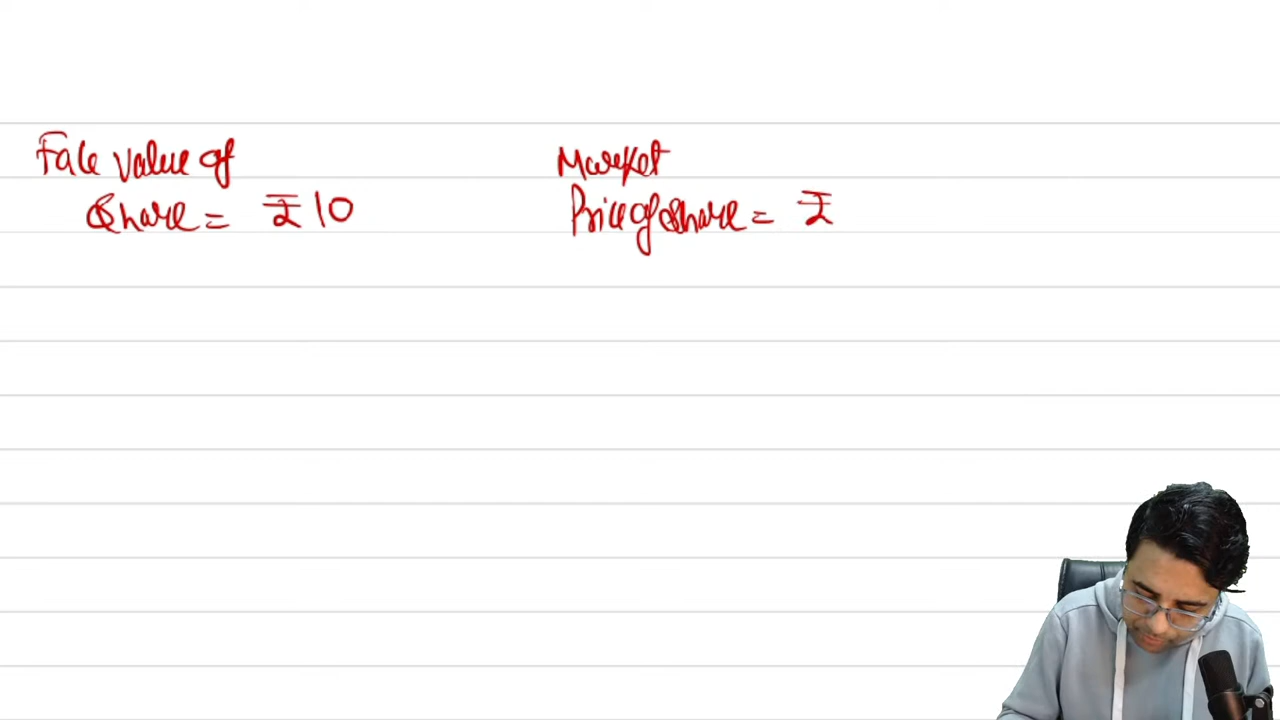 Face value of
Share = ₹ 10
Market
Price of Share = ₹